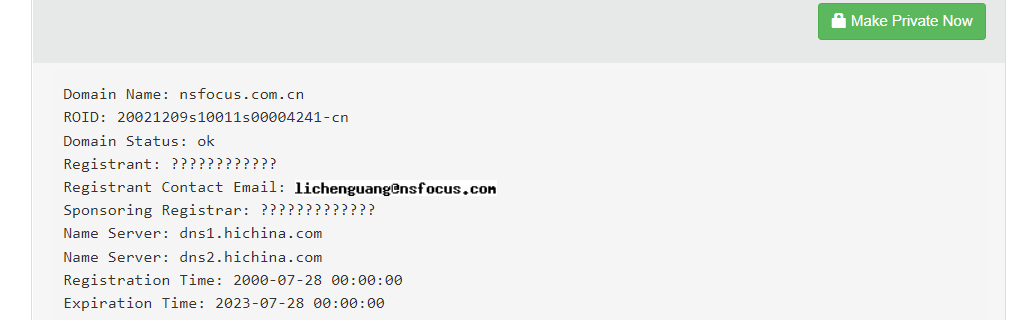 Make Private Now
Domain Name: nsfocus.com.cn
ROID: 20021209s10011s00004241-cn
Domain Status: ok
Registrant: ????????????
Registrant Contact Email: lichenguang@nsfocus.com
Sponsoring Registrar: ?????????????
Name Server: dns1.hichina.com
Name Server: dns2.hichina.com
Registration Time: 2000-07-28 00:00:00
Expiration Time: 2023-07-28 00:00:00